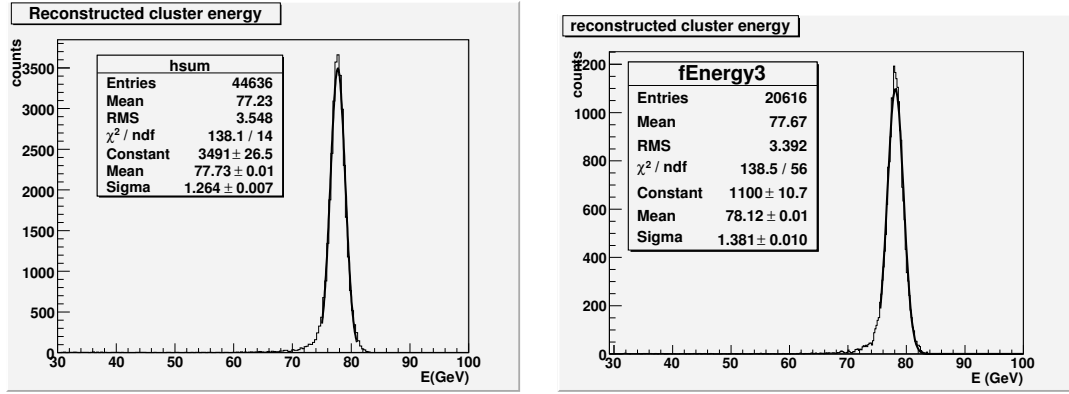 Reconstructed cluster energy
counts
hsum
Entries 44636
Mean 77.23
RMS 3.548
χ² / ndf 138.1 / 14
Constant 3491 ± 26.5
Mean 77.73 ± 0.01
Sigma 1.264 ± 0.007
3500
3000
2500
2000
1500
1000
500
0
30 40 50 60 70 80 90 100
E(GeV)
reconstructed cluster energy
counts
fEnergy3
Entries 20616
Mean 77.67
RMS 3.392
χ² / ndf 138.5 / 56
Constant 1100 ± 10.7
Mean 78.12 ± 0.01
Sigma 1.381 ± 0.010
1200
1000
800
600
400
200
0
30 40 50 60 70 80 90 100
E (GeV)